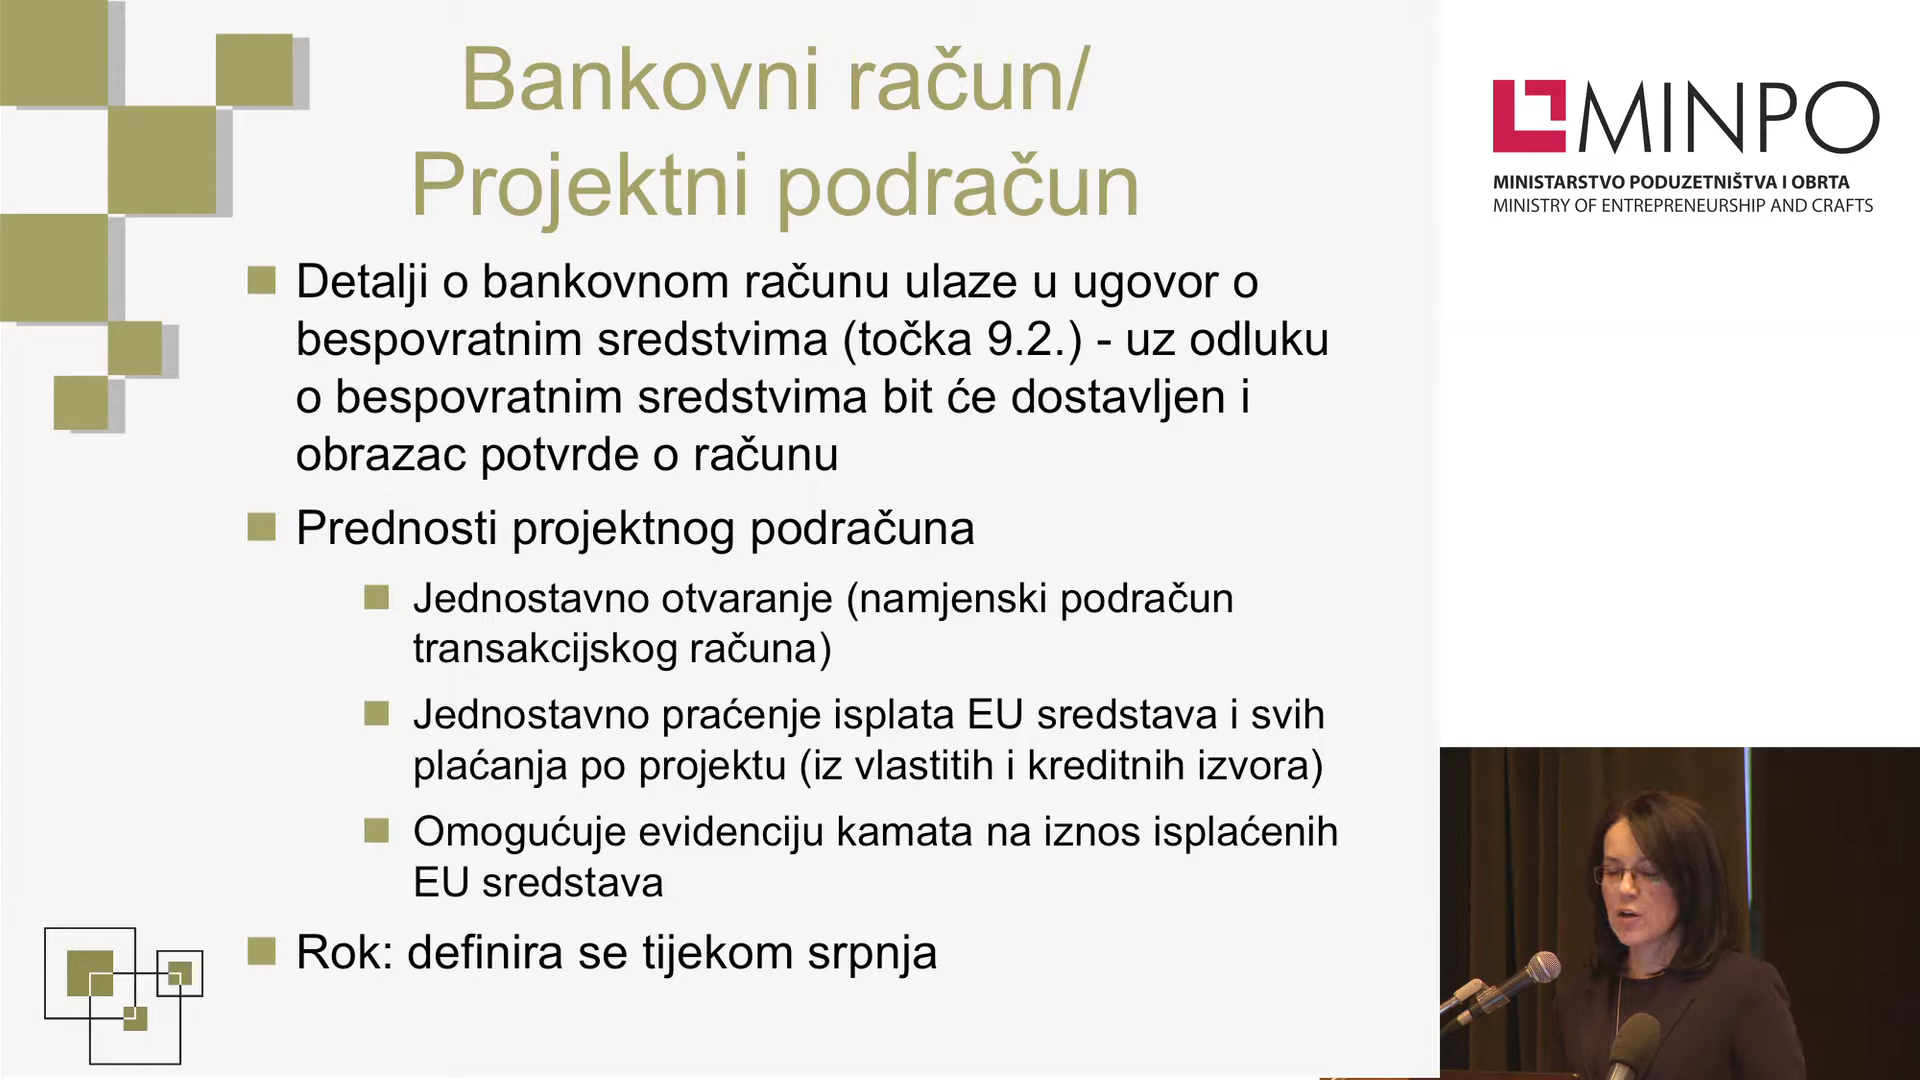 Bankovni račun/
Projektni podračun
Detalji o bankovnom računu ulaze u ugovor o
bespovratnim sredstvima (točka 9.2.) - uz odluku
o bespovratnim sredstvima bit će dostavljen i
obrazac potvrde o računu
Prednosti projektnog podračuna
Jednostavno otvaranje (namjenski podračun
transakcijskog računa)
Jednostavno praćenje isplata EU sredstava i svih
plaćanja po projektu (iz vlastitih i kreditnih izvora)
Omogućuje evidenciju kamata na iznos isplaćenih
EU sredstava
Rok: definira se tijekom srpnja
MINPO
MINISTARSTVO PODUZETNIŠTVA I OBRTA
MINISTRY OF ENTREPRENEURSHIP AND CRAFTS